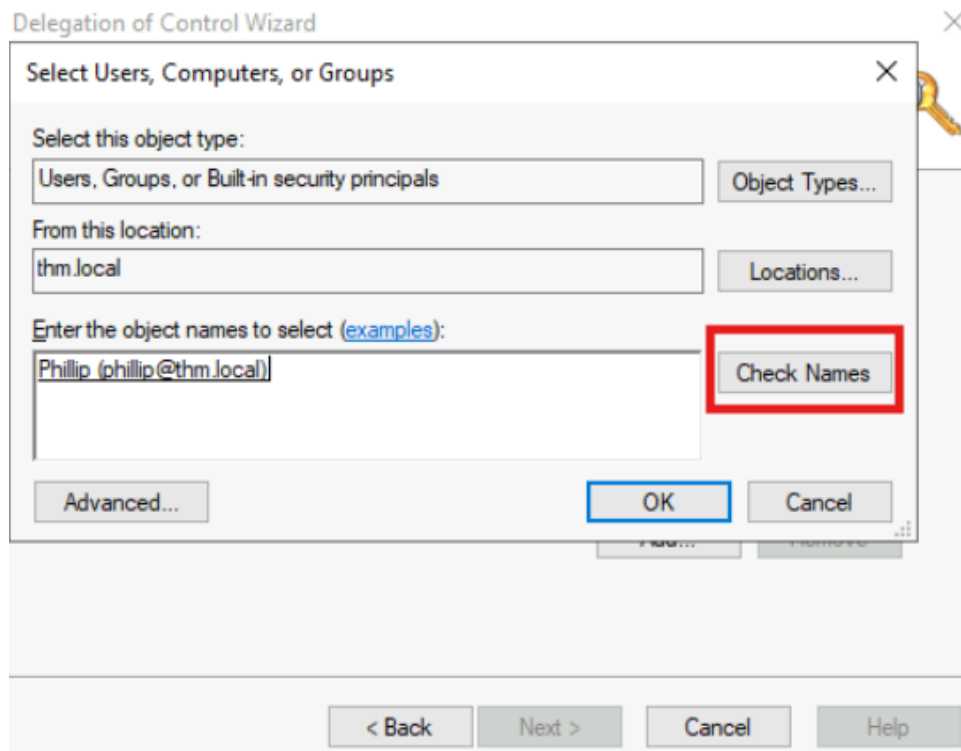 Delegation of Control Wizard
Select Users, Computers, or Groups
Select this object type:
Users, Groups, or Built-in security principals
Object Types...
From this location:
thm.local
Locations...
Enter the object names to select (examples):
Phillip (phillip@thm.local)
Check Names
Advanced...
OK
Cancel
Add...
Remove
< Back
Next >
Cancel
Help